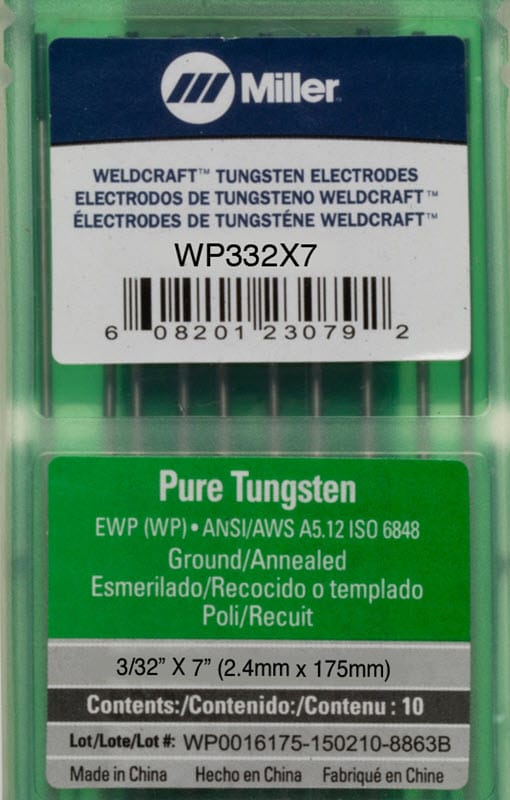 Miller
WELDCRAFT™ TUNGSTEN ELECTRODES
ELECTRODOS DE TUNGSTENO WELDCRAFT™
ÉLECTRODES DE TUNGSTÉNE WELDCRAFT™
WP332X7
6 08201 23079 2
Pure Tungsten
EWP (WP) • ANSI/AWS A5.12 ISO 6848
Ground/Annealed
Esmerilado/Recocido o templado
Poli/Recuit
3/32” X 7” (2.4mm x 175mm)
Contents:/Contenido:/Contenu : 10
Lot/Lote/Lot #: WP0016175-150210-8863B
Made in China Hecho en China Fabriqué en Chine